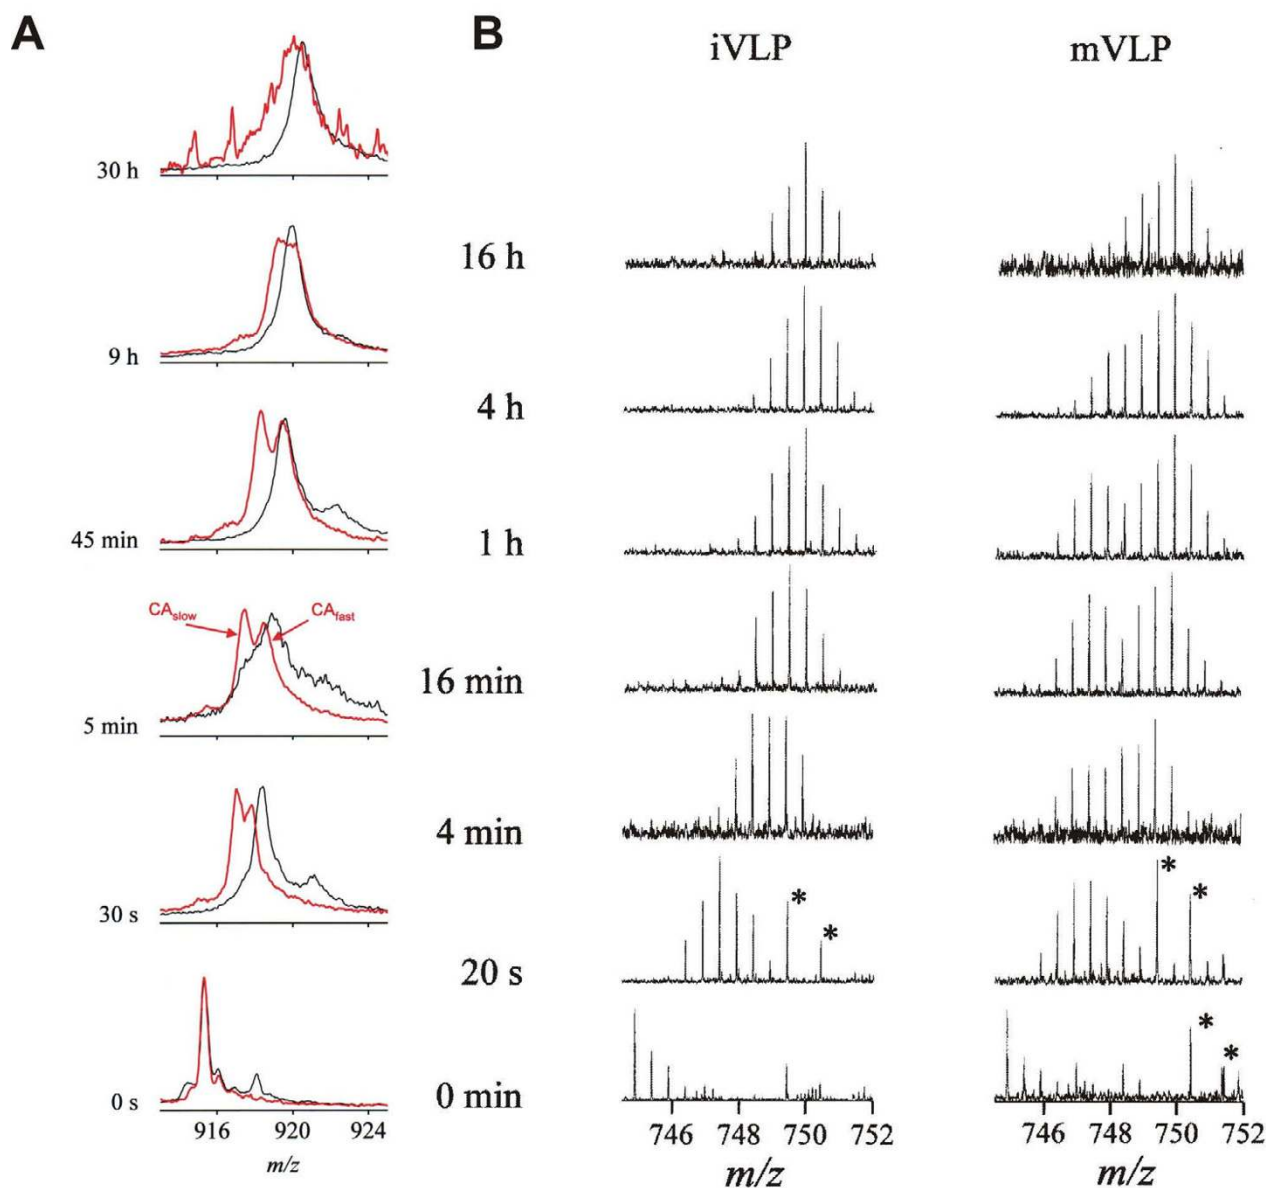 A
30 h
9 h
45 min
CAslow
CAfast
5 min
30 s
0 s
916 920 924
m/z
B
iVLP mVLP
16 h
4 h
1 h
16 min
4 min
* * * *
20 s
* *
0 min
746 748 750 752 746 748 750 752
m/z m/z